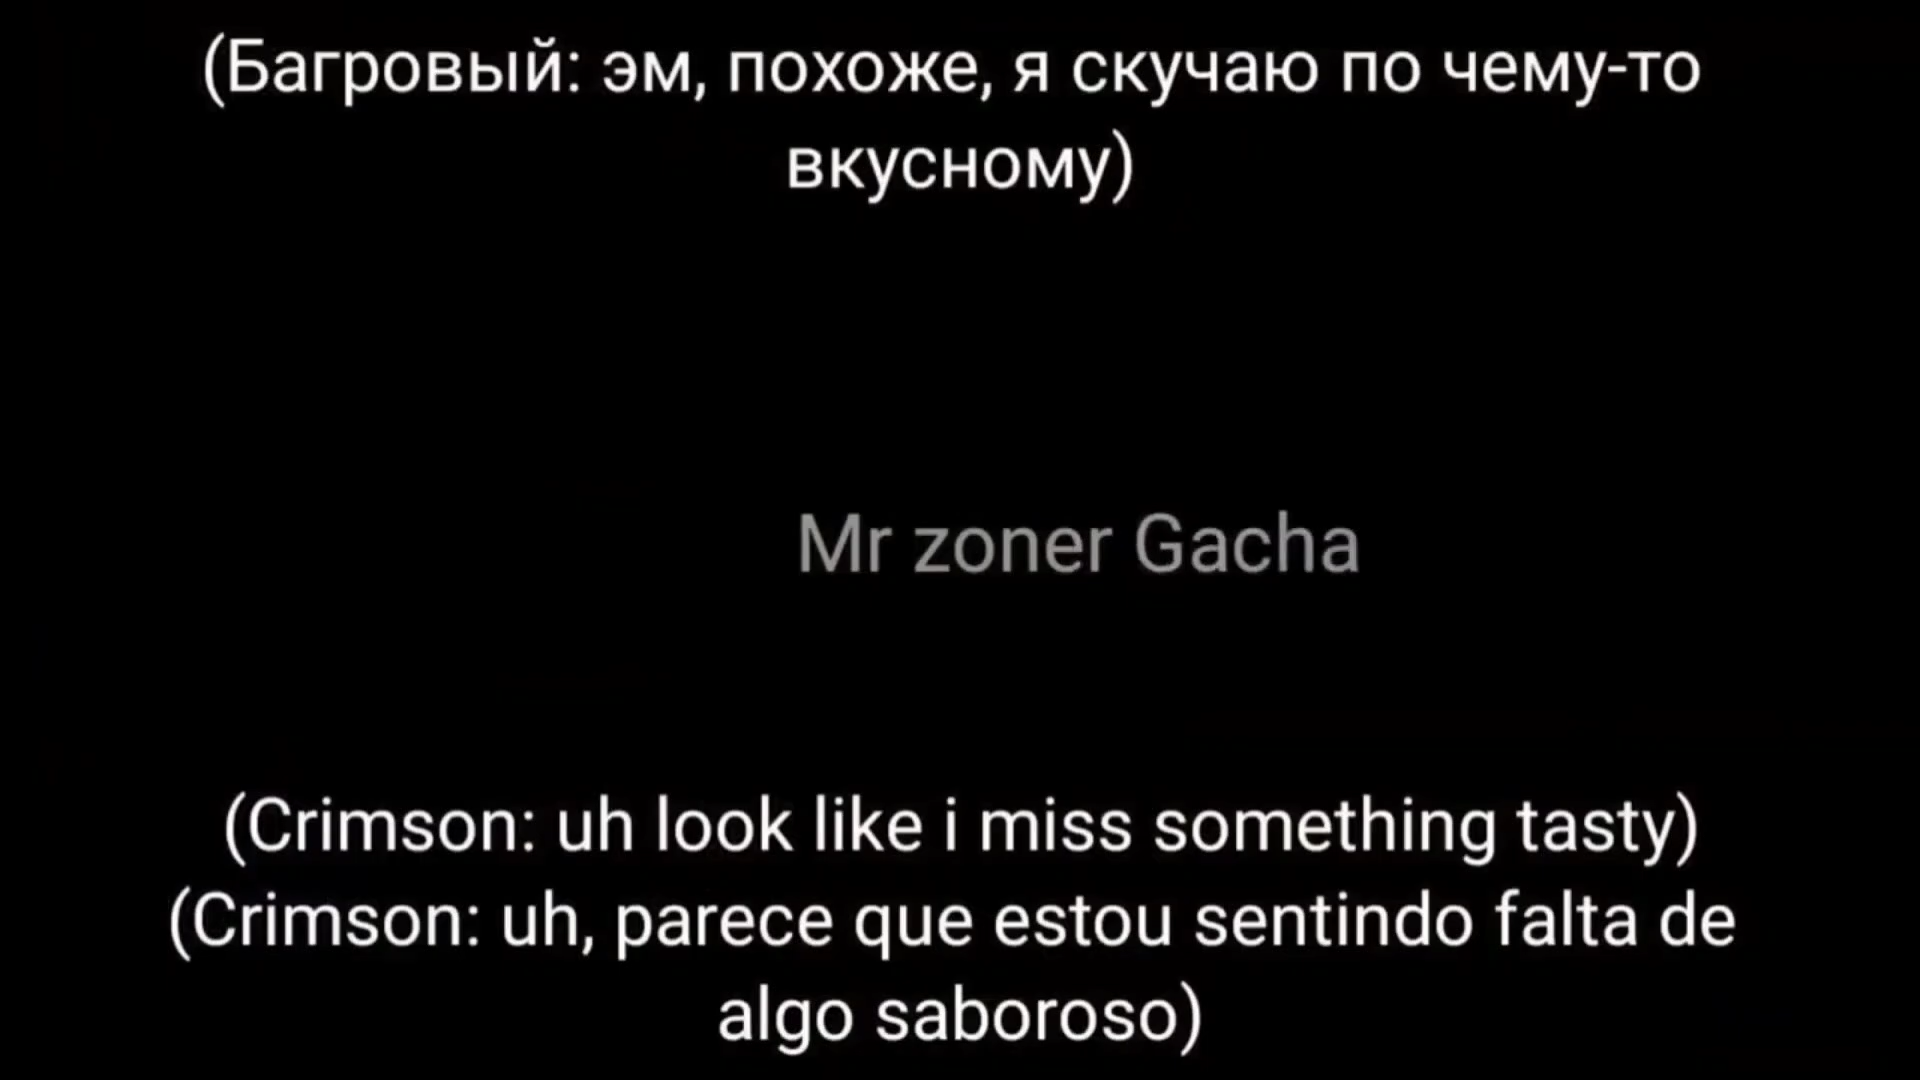 (Багровый: эм, похоже, я скучаю по чему-то
вкусному)
Mr zoner Gacha
(Crimson: uh look like i miss something tasty)
(Crimson: uh, parece que estou sentindo falta de
algo saboroso)